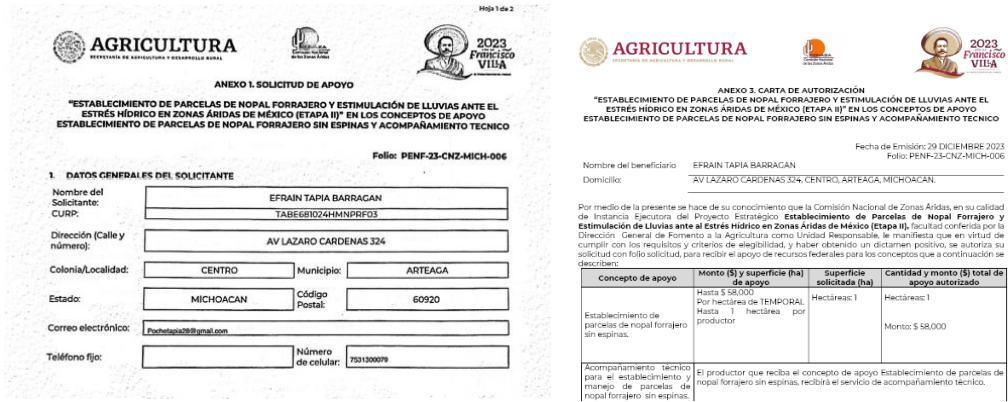 Hoja 1 de 2
AGRICULTURA
SECRETARÍA DE AGRICULTURA Y DESARROLLO RURAL
Comisión Nacional
de las Zonas Áridas
2023
Francisco
VILLA
ANEXO 1. SOLICITUD DE APOYO
"ESTABLECIMIENTO DE PARCELAS DE NOPAL FORRAJERO Y ESTIMULACIÓN DE LLUVIAS ANTE EL
ESTRÉS HÍDRICO EN ZONAS ÁRIDAS DE MÉXICO (ETAPA II)" EN LOS CONCEPTOS DE APOYO
ESTABLECIMIENTO DE PARCELAS DE NOPAL FORRAJERO SIN ESPINAS Y ACOMPAÑAMIENTO TECNICO
Folio: PENF-23-CNZ-MICH-006
1. DATOS GENERALES DEL SOLICITANTE
Nombre del
Solicitante:
EFRAIN TAPIA BARRAGAN
CURP:
TABE681024HMNPRF03
Dirección (Calle y
número):
AV LAZARO CARDENAS 324
Colonia/Localidad:
CENTRO
Municipio:
ARTEAGA
Estado:
MICHOACAN
Código
Postal:
60920
Correo electrónico:
Pochetapia28@gmail.com
Teléfono fijo:
Número
de celular:
7531300079
AGRICULTURA
SECRETARÍA DE AGRICULTURA Y DESARROLLO RURAL
Comisión Nacional
de las Zonas Áridas
2023
Francisco
VILLA
ANEXO 3. CARTA DE AUTORIZACIÓN
"ESTABLECIMIENTO DE PARCELAS DE NOPAL FORRAJERO Y ESTIMULACIÓN DE LLUVIAS ANTE EL
ESTRÉS HÍDRICO EN ZONAS ÁRIDAS DE MÉXICO (ETAPA II)" EN LOS CONCEPTOS DE APOYO
ESTABLECIMIENTO DE PARCELAS DE NOPAL FORRAJERO SIN ESPINAS Y ACOMPAÑAMIENTO TECNICO
Fecha de Emisión: 29 DICIEMBRE 2023
Folio: PENF-23-CNZ-MICH-006
Nombre del beneficiario EFRAIN TAPIA BARRAGAN
Domicilio: AV LAZARO CARDENAS 324, CENTRO, ARTEAGA, MICHOACAN.
Por medio de la presente se hace de su conocimiento que la Comisión Nacional de Zonas Áridas, en su calidad
de Instancia Ejecutora del Proyecto Estratégico Establecimiento de Parcelas de Nopal Forrajero y
Estimulación de Lluvias ante al Estrés Hídrico en Zonas Áridas de México (Etapa II), facultad conferida por la
Dirección General de Fomento a la Agricultura como Unidad Responsable, le manifiesta que en virtud de
cumplir con los requisitos y criterios de elegibilidad, y haber obtenido un dictamen positivo, se autoriza su
solicitud con folio solicitud, para recibir el apoyo de recursos federales para los conceptos que a continuación se
describen:
Concepto de apoyo
Monto ($) y superficie (ha)
de apoyo
Superficie
solicitada (ha)
Cantidad y monto ($) total de
apoyo autorizado
Establecimiento de
parcelas de nopal forrajero
sin espinas.
Hasta $ 58,000
Por hectárea de TEMPORAL
Hasta 1 hectárea por
productor
Hectáreas: 1
Hectáreas: 1
Monto: $ 58,000
Acompañamiento técnico
para el establecimiento y
manejo de parcelas de
nopal forrajero sin espinas.
El productor que reciba el concepto de apoyo Establecimiento de parcelas de
nopal forrajero sin espinas, recibirá el servicio de acompañamiento técnico.